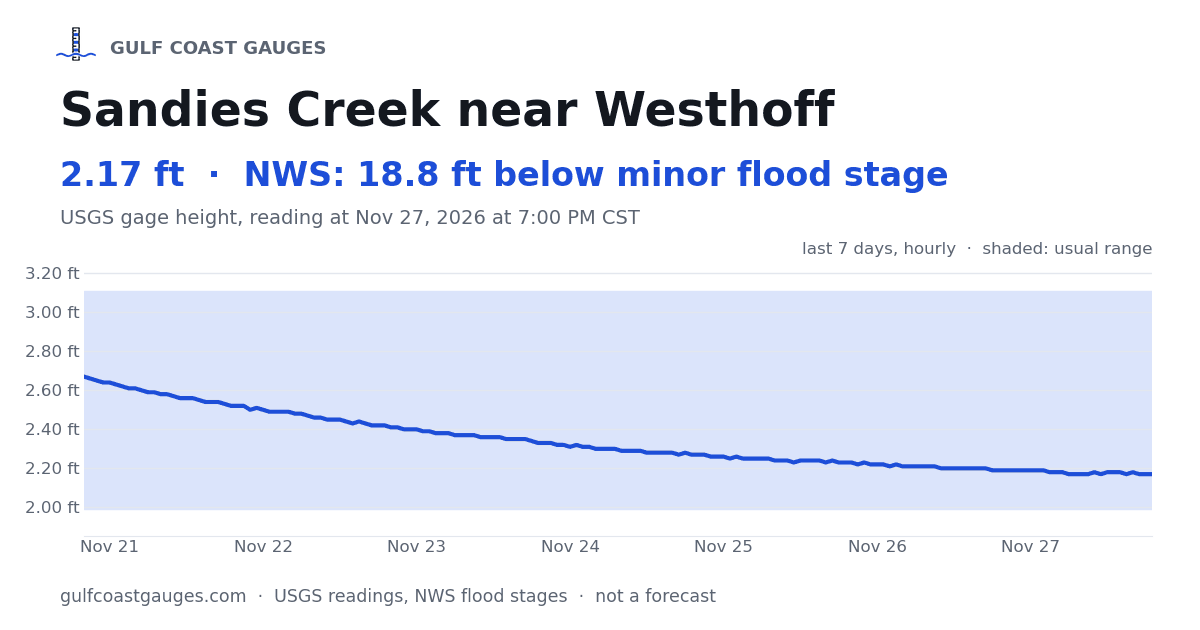 GULF COAST GAUGES
Sandies Creek near Westhoff
2.17 ft · NWS: 18.8 ft below minor flood stage
USGS gage height, reading at Nov 27, 2026 at 7:00 PM CST
last 7 days, hourly · shaded: usual range
3.20 ft
3.00 ft
2.80 ft
2.60 ft
2.40 ft
2.20 ft
2.00 ft
Nov 21 Nov 22 Nov 23 Nov 24 Nov 25 Nov 26 Nov 27
gulfcoastgauges.com · USGS readings, NWS flood stages · not a forecast